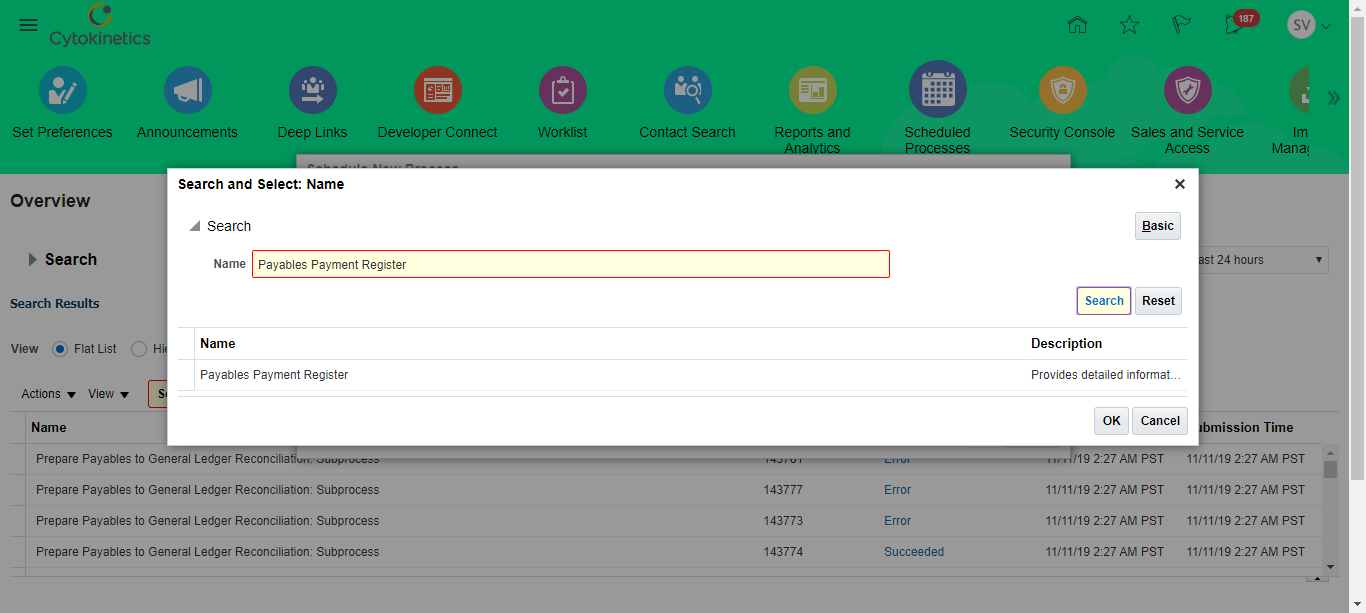 Cytokinetics
187
SV
Set Preferences
Announcements
Deep Links
Developer Connect
Worklist
Contact Search
Reports and
Analytics
Scheduled
Processes
Security Console
Sales and Service
Access
Im
Manag
Schedule New Process
Search and Select: Name
Overview
Search
Basic
Name Payables Payment Register
Search
ast 24 hours
Search Reset
Search Results
Name Description
View Flat List Hie
Payables Payment Register Provides detailed informat...
Actions View S
OK Cancel
Name ubmission Time
Prepare Payables to General Ledger Reconciliation: Subprocess 143781 Error 11/11/19 2:27 AM PST 11/11/19 2:27 AM PST
Prepare Payables to General Ledger Reconciliation: Subprocess 143777 Error 11/11/19 2:27 AM PST 11/11/19 2:27 AM PST
Prepare Payables to General Ledger Reconciliation: Subprocess 143773 Error 11/11/19 2:27 AM PST 11/11/19 2:27 AM PST
Prepare Payables to General Ledger Reconciliation: Subprocess 143774 Succeeded 11/11/19 2:27 AM PST 11/11/19 2:27 AM PST